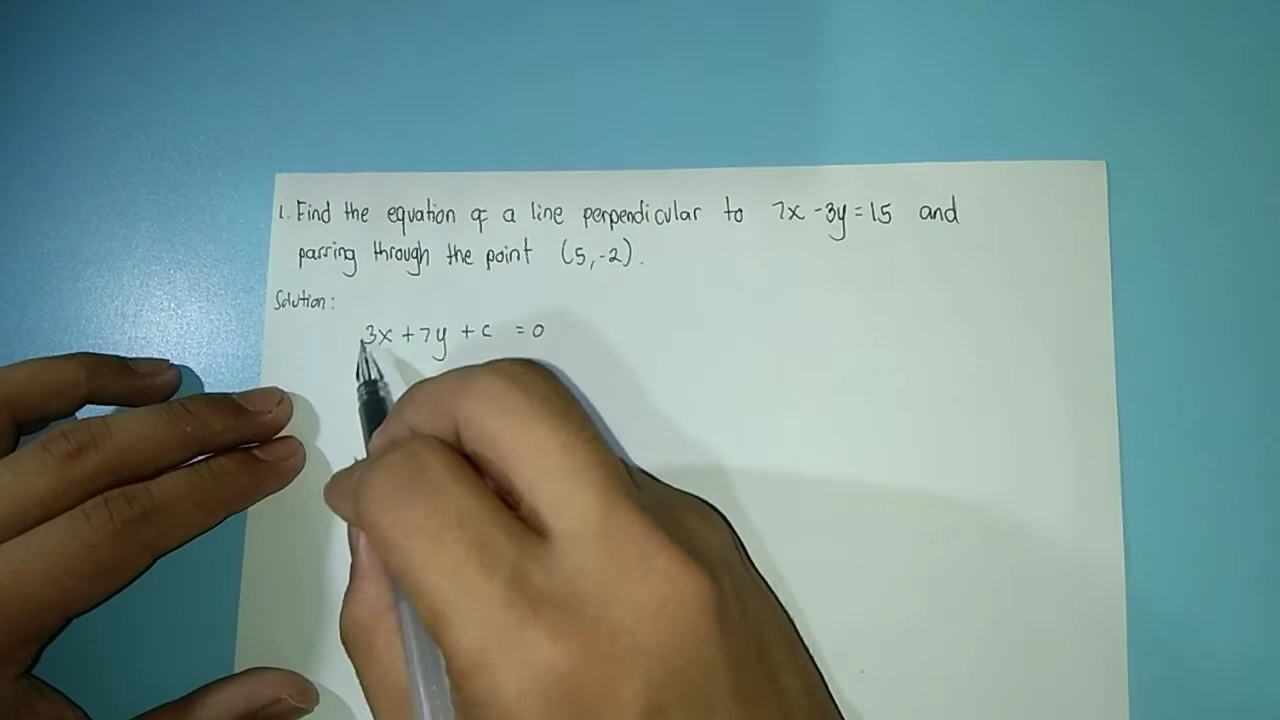 1. Find the equation of a line perpendicular to 7x - 3y = 15 and
passing through the point (5, -2).
Solution:
3x + 7y + c = 0